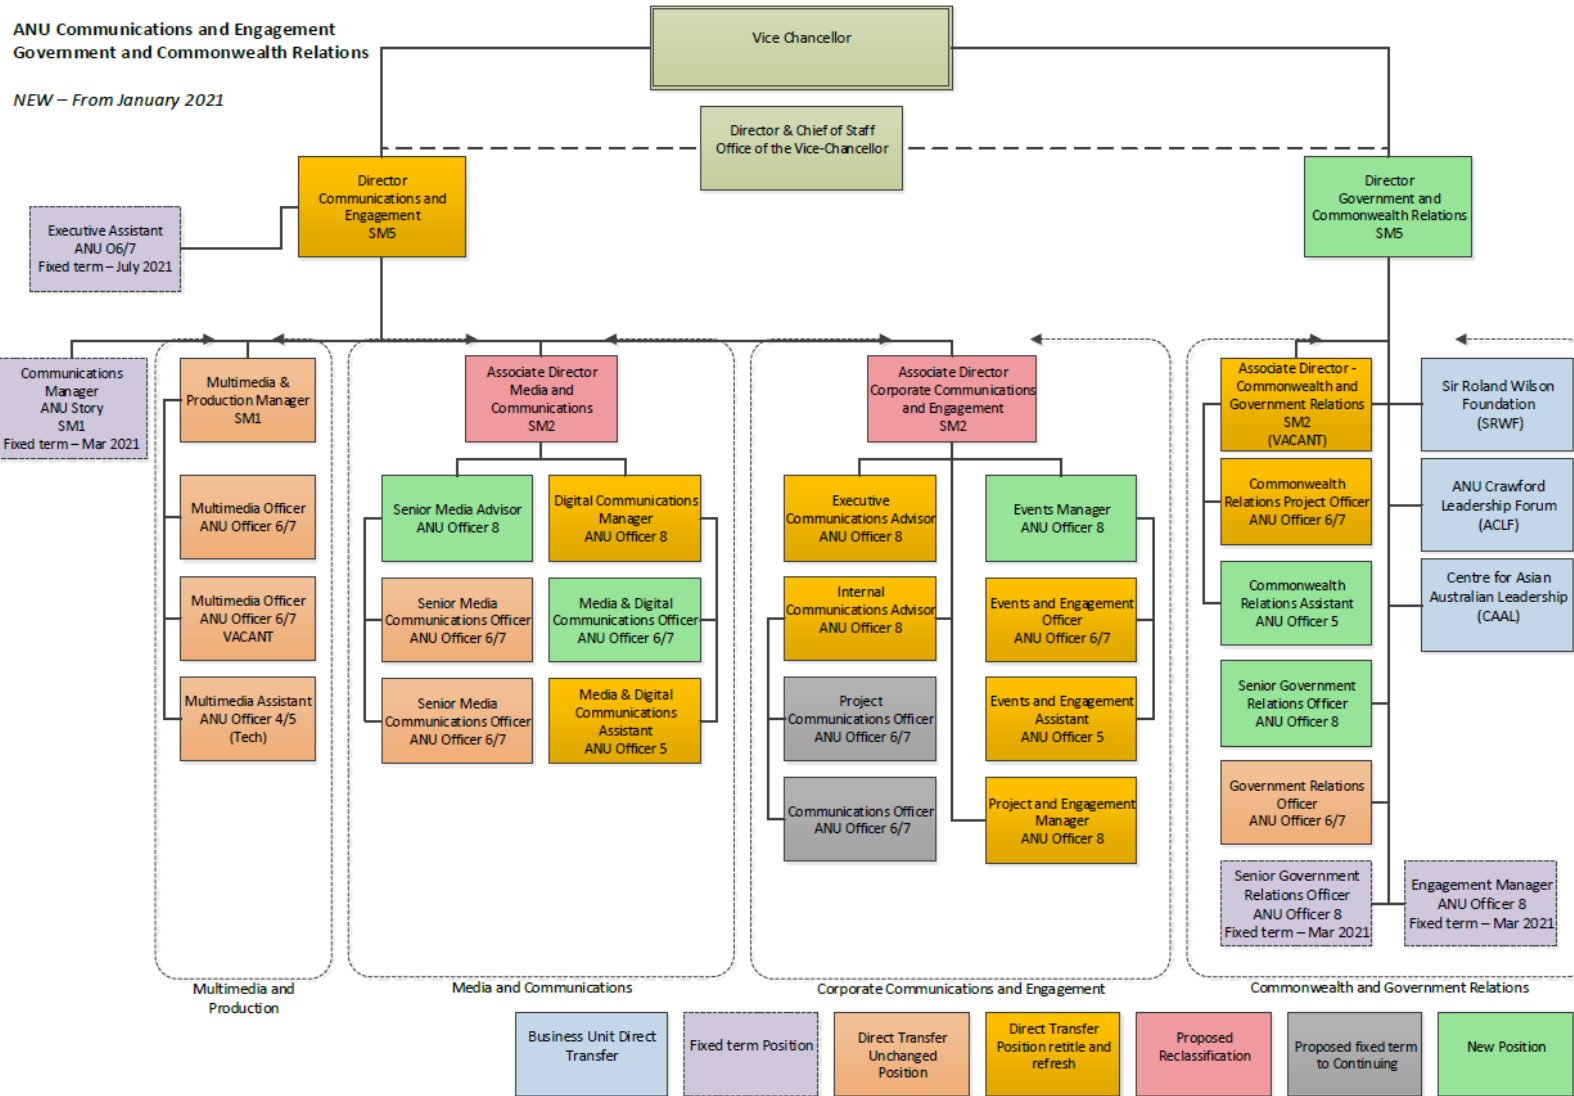 ANU Communications and Engagement
Government and Commonwealth Relations
NEW – From January 2021
Vice Chancellor
Director & Chief of Staff
Office of the Vice-Chancellor
Director
Communications and
Engagement
SM5
Director
Government and
Commonwealth Relations
SM5
Executive Assistant
ANU O6/7
Fixed term – July 2021
Communications
Manager
ANU Story
SM1
Fixed term – Mar 2021
Multimedia &
Production Manager
SM1
Multimedia Officer
ANU Officer 6/7
Multimedia Officer
ANU Officer 6/7
VACANT
Multimedia Assistant
ANU Officer 4/5
(Tech)
Multimedia and
Production
Associate Director
Media and
Communications
SM2
Senior Media Advisor
ANU Officer 8
Senior Media
Communications Officer
ANU Officer 6/7
Senior Media
Communications Officer
ANU Officer 6/7
Digital Communications
Manager
ANU Officer 8
Media & Digital
Communications Officer
ANU Officer 6/7
Media & Digital
Communications
Assistant
ANU Officer 5
Media and Communications
Associate Director
Corporate Communications
and Engagement
SM2
Executive
Communications Advisor
ANU Officer 8
Internal
Communications Advisor
ANU Officer 8
Project
Communications Officer
ANU Officer 6/7
Communications Officer
ANU Officer 6/7
Events Manager
ANU Officer 8
Events and Engagement
Officer
ANU Officer 6/7
Events and Engagement
Assistant
ANU Officer 5
Project and Engagement
Manager
ANU Officer 8
Corporate Communications and Engagement
Associate Director -
Commonwealth and
Government Relations
SM2
(VACANT)
Commonwealth
Relations Project Officer
ANU Officer 6/7
Commonwealth
Relations Assistant
ANU Officer 5
Senior Government
Relations Officer
ANU Officer 8
Government Relations
Officer
ANU Officer 6/7
Senior Government
Relations Officer
ANU Officer 8
Fixed term – Mar 2021
Sir Roland Wilson
Foundation
(SRWF)
ANU Crawford
Leadership Forum
(ACLF)
Centre for Asian
Australian Leadership
(CAAL)
Engagement Manager
ANU Officer 8
Fixed term – Mar 2021
Commonwealth and Government Relations
Business Unit Direct
Transfer
Fixed term Position
Direct Transfer
Unchanged
Position
Direct Transfer
Position retitle and
refresh
Proposed
Reclassification
Proposed fixed term
to Continuing
New Position